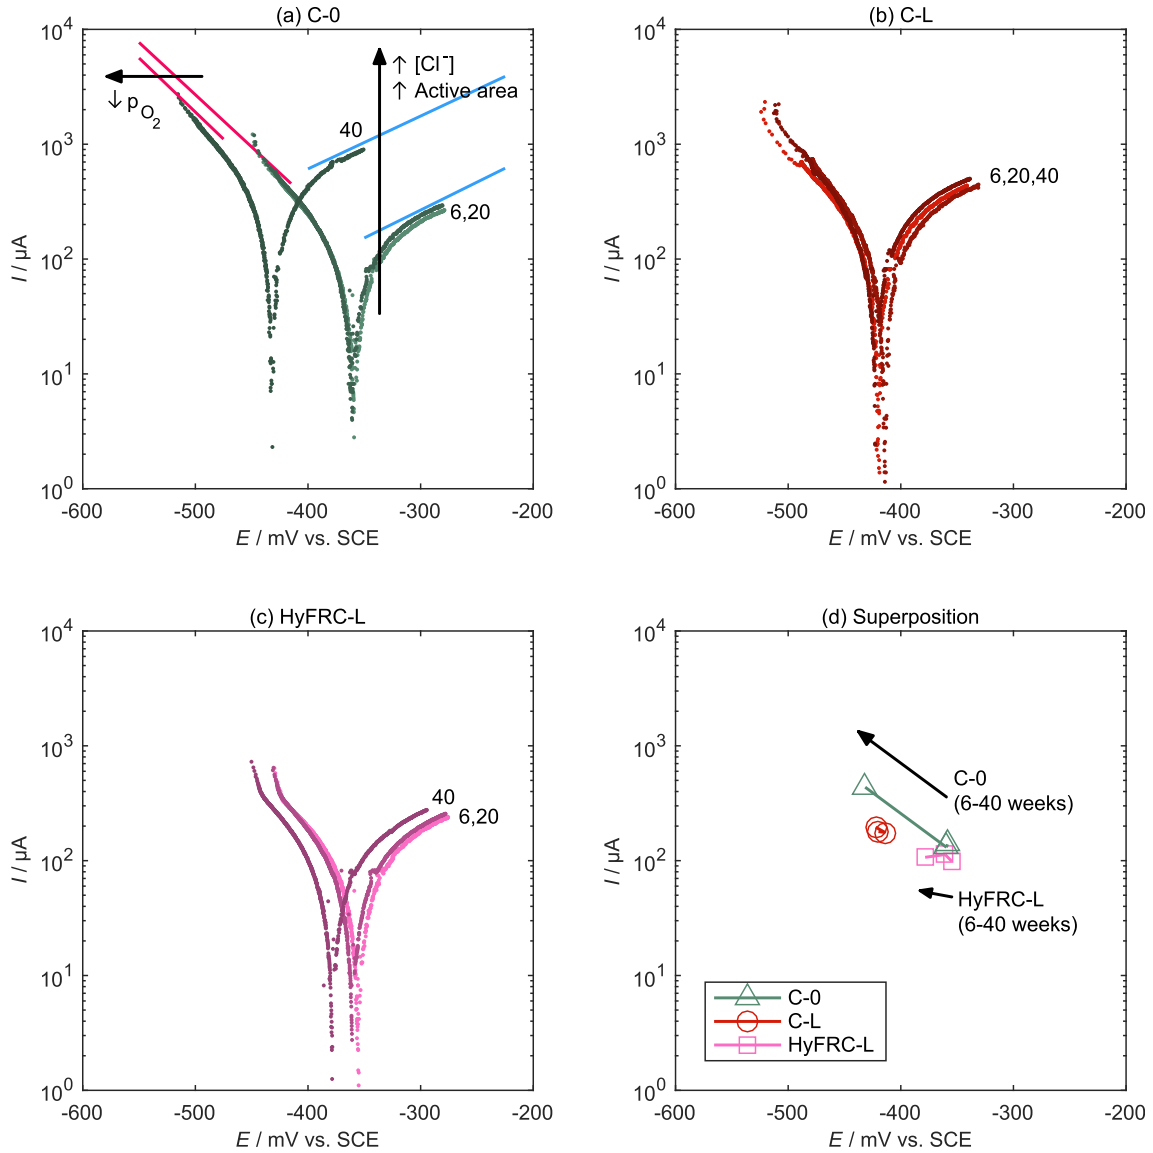 (a) C-0
10^4
10^3
10^2
10^1
10^0
I / µA
-600
-500
-400
-300
-200
E / mV vs. SCE
↓ pO2
↑ [Cl-]
↑ Active area
40
6,20
(b) C-L
10^4
10^3
10^2
10^1
10^0
I / µA
-600
-500
-400
-300
-200
E / mV vs. SCE
6,20,40
(c) HyFRC-L
10^4
10^3
10^2
10^1
10^0
I / µA
-600
-500
-400
-300
-200
E / mV vs. SCE
40
6,20
(d) Superposition
10^4
10^3
10^2
10^1
10^0
I / µA
-600
-500
-400
-300
-200
E / mV vs. SCE
C-0
(6-40 weeks)
HyFRC-L
(6-40 weeks)
C-0
C-L
HyFRC-L